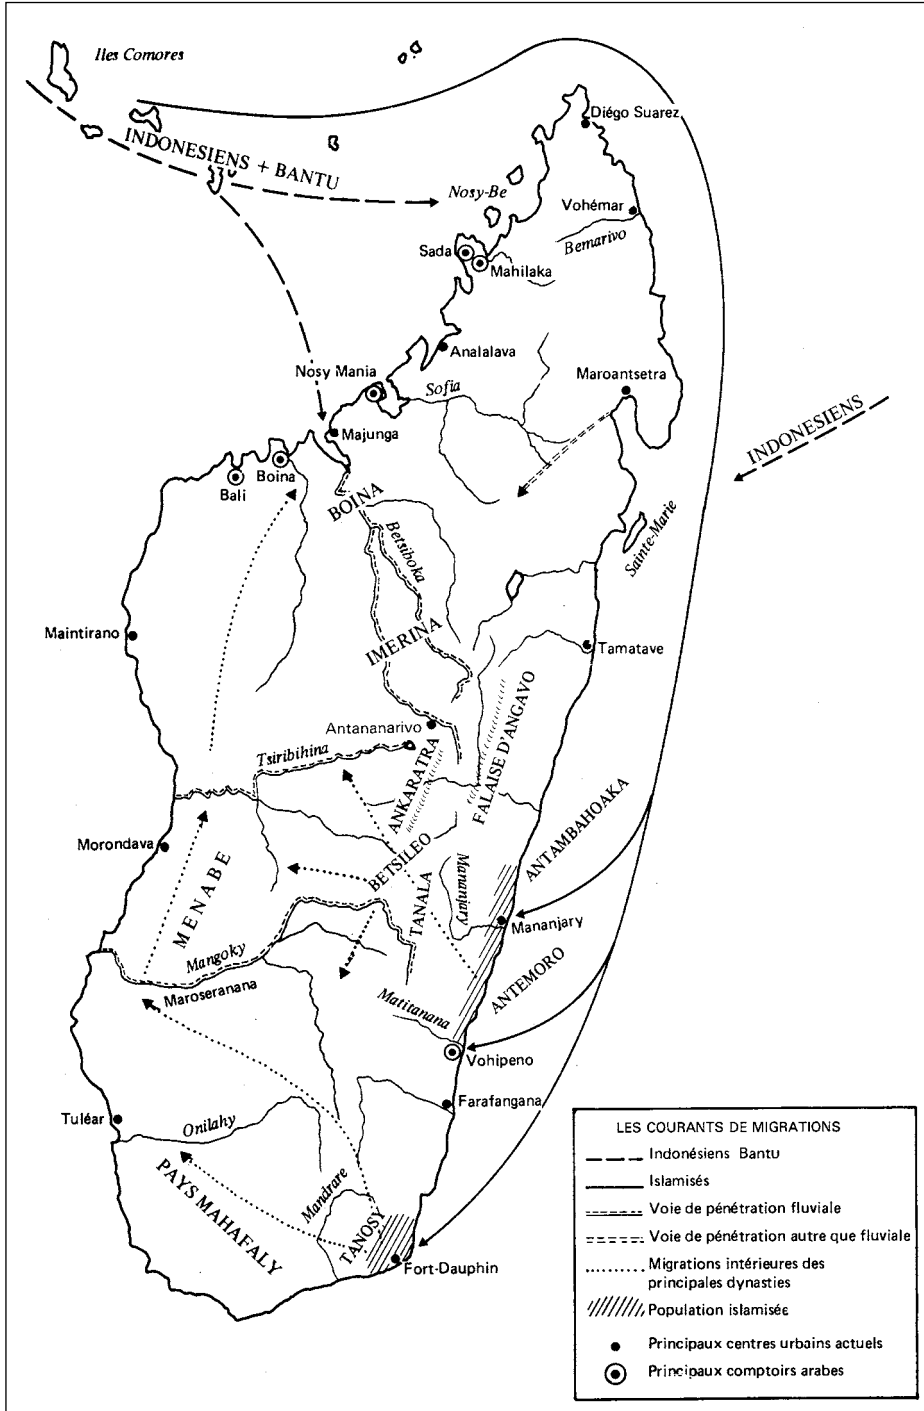 Iles Comores
INDONESIENS + BANTU
Diégo Suarez
Nosy-Be
Vohémar
Bemarivo
Sada
Mahilaka
Analalava
Nosy Mania
Sofia
Maroantsetra
Majunga
INDONESIENS
Boina
Bali
BOINA
Betsiboka
Sainte-Marie
Maintirano
IMERINA
Tamatave
Antananarivo
FALAISE D'ANGAVO
Tsiribihina
ANKARATRA
ANTAMBAHOAKA
Morondava
BETSILEO
MENABE
Mananjary
TANALA
Mananjary
Mangoky
ANTEMORO
Maroseranana
Matitanana
Vohipeno
Farafangana
Tuléar
Onilahy
PAYS MAHAFALY
Mandrare
TANOSY
Fort-Dauphin
LES COURANTS DE MIGRATIONS
Indonésiens Bantu
Islamisés
Voie de pénétration fluviale
Voie de pénétration autre que fluviale
Migrations intérieures des
principales dynasties
Population islamisée
Principaux centres urbains actuels
Principaux comptoirs arabes